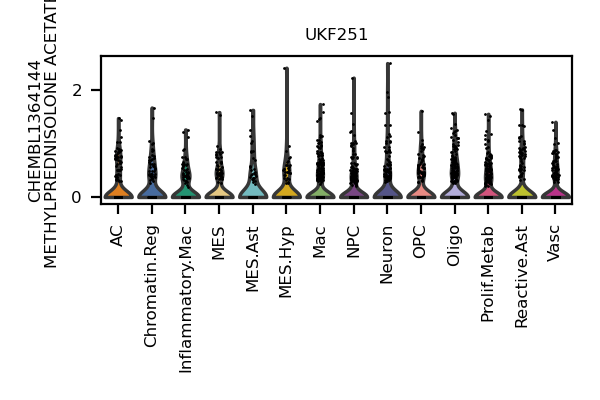 UKF251
CHEMBL1364144
METHYLPREDNISOLONE ACETAT
2
0
AC
Chromatin.Reg
Inflammatory.Mac
MES
MES.Ast
MES.Hyp
Mac
NPC
Neuron
OPC
Oligo
Prolif.Metab
Reactive.Ast
Vasc